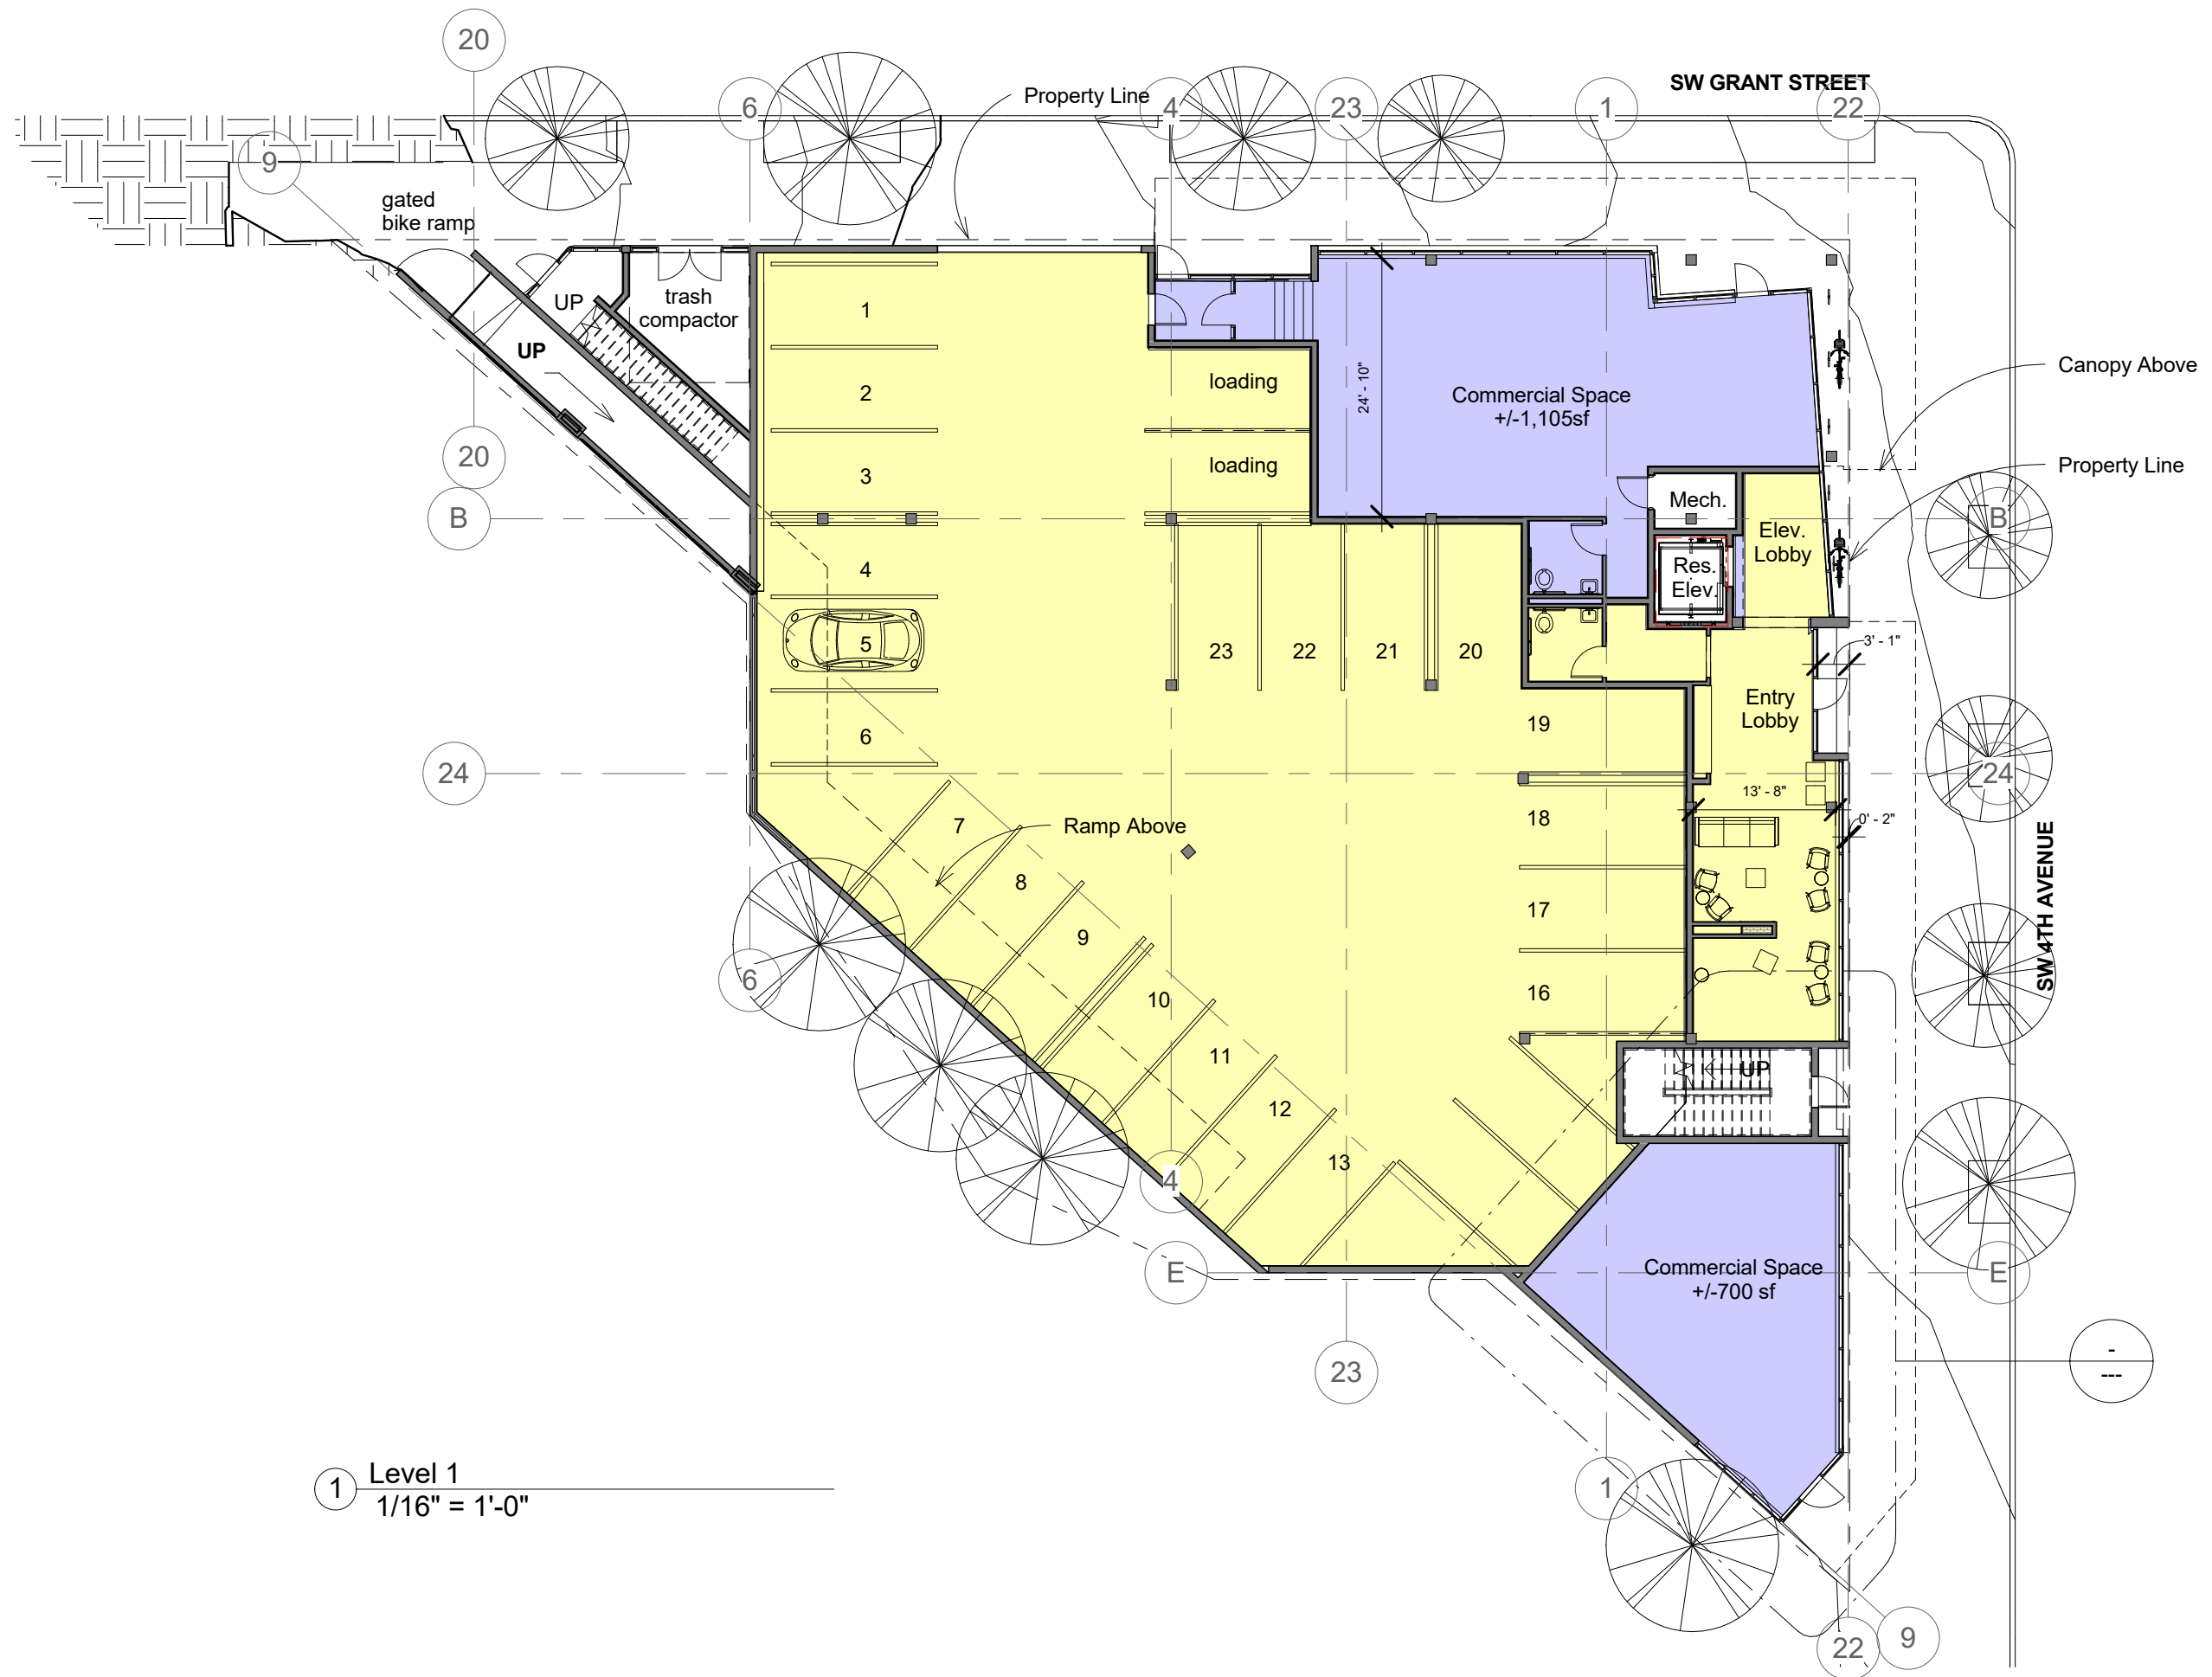 20
SW GRANT STREET
Property Line
6
4
23
1
22
9
gated
bike ramp
UP
trash
compactor
UP
1
2
3
loading
loading
24' - 10"
Commercial Space
+/-1,105sf
Canopy Above
Property Line
20
B
Mech.
B
Elev.
Lobby
Res.
Elev.
4
5
6
23
22
21
20
3' - 1"
Entry
Lobby
19
24
24
13' - 8"
0' - 2"
18
7
Ramp Above
8
9
10
11
12
13
17
16
SW 4TH AVENUE
6
UP
4
E
E
Commercial Space
+/-700 sf
23
-
---
1
Level 1
1/16" = 1'-0"
1
22
9